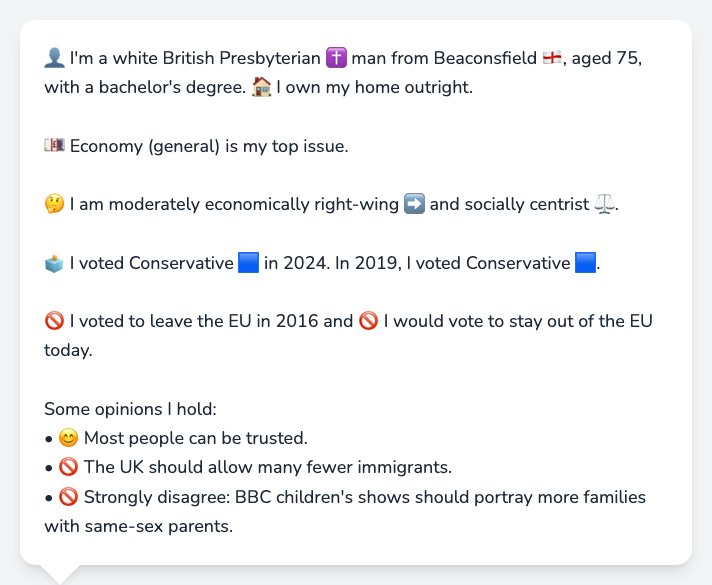 👤 I'm a white British Presbyterian ✝️ man from Beaconsfield 🏴󠁧󠁢󠁥󠁮󠁧󠁿, aged 75,
with a bachelor's degree. 🏠 I own my home outright.
💷 Economy (general) is my top issue.
🤔 I am moderately economically right-wing ➡️ and socially centrist ⚖️.
🗳️ I voted Conservative 🟦 in 2024. In 2019, I voted Conservative 🟦.
🚫 I voted to leave the EU in 2016 and 🚫 I would vote to stay out of the EU
today.
Some opinions I hold:
• 😊 Most people can be trusted.
• 🚫 The UK should allow many fewer immigrants.
• 🚫 Strongly disagree: BBC children's shows should portray more families
with same-sex parents.